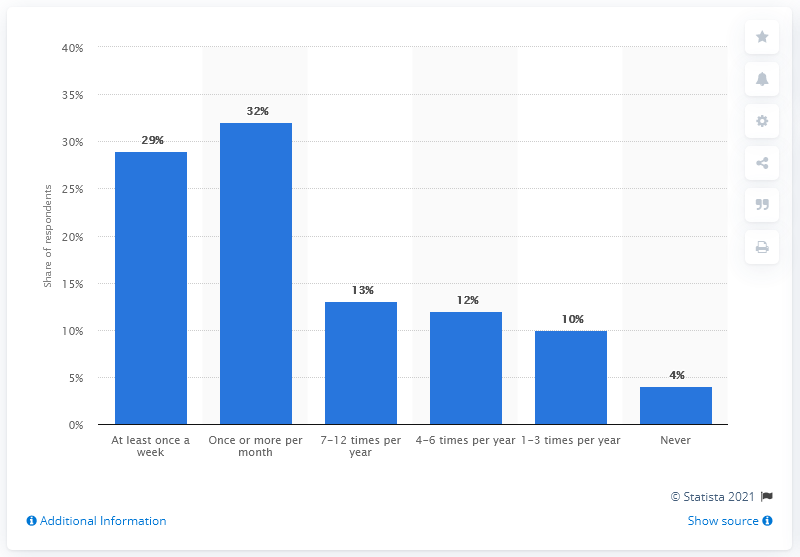 40%
35%
30%
25%
20%
15%
10%
5%
0%
Share of respondents
29%
32%
13%
12%
10%
4%
At least once a week
Once or more per month
7–12 times per year
4–6 times per year
1–3 times per year
Never
© Statista 2021
Additional Information
Show source